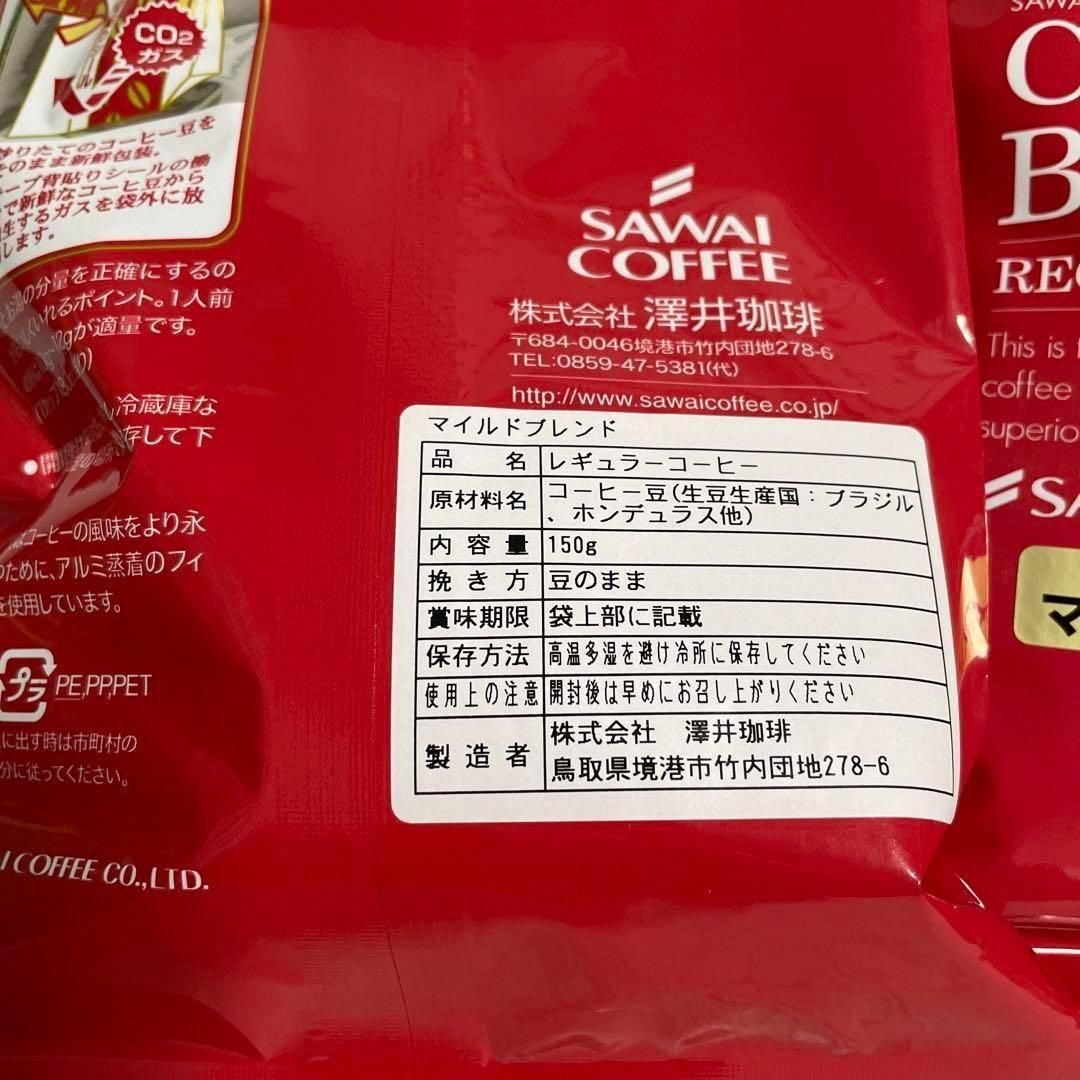 CO2
ガス
炒りたてのコーヒー豆を
そのまま新鮮包装。
テープ背貼りシールの働
で新鮮なコーヒ豆から
生するガスを袋外に放
します。
の分量を正確にするの
いれるポイント。1人前
gが適量です。
冷蔵庫な
存して下
コーヒーの風味をより永
ために、アルミ蒸着のフィ
を使用しています。
プラ PE,PP,PET
に出す時は市町村の
分に従ってください。
I COFFEE CO.,LTD.
SAWAI
COFFEE
株式会社 澤井珈琲
〒684-0046境港市竹内団地278-6
TEL:0859-47-5381(代)
http://www.sawaicoffee.co.jp/
マイルドブレンド
品名 レギュラーコーヒー
原材料名 コーヒー豆(生豆生産国:ブラジル
、ホンデュラス他)
内容量 150g
挽き方 豆のまま
賞味期限 袋上部に記載
保存方法 高温多湿を避け冷所に保存してください
使用上の注意 開封後は早めにお召し上がりください
製造者 株式会社 澤井珈琲
鳥取県境港市竹内団地278-6
SAWA
B
RE
This is
coffee
superio
SA
マ